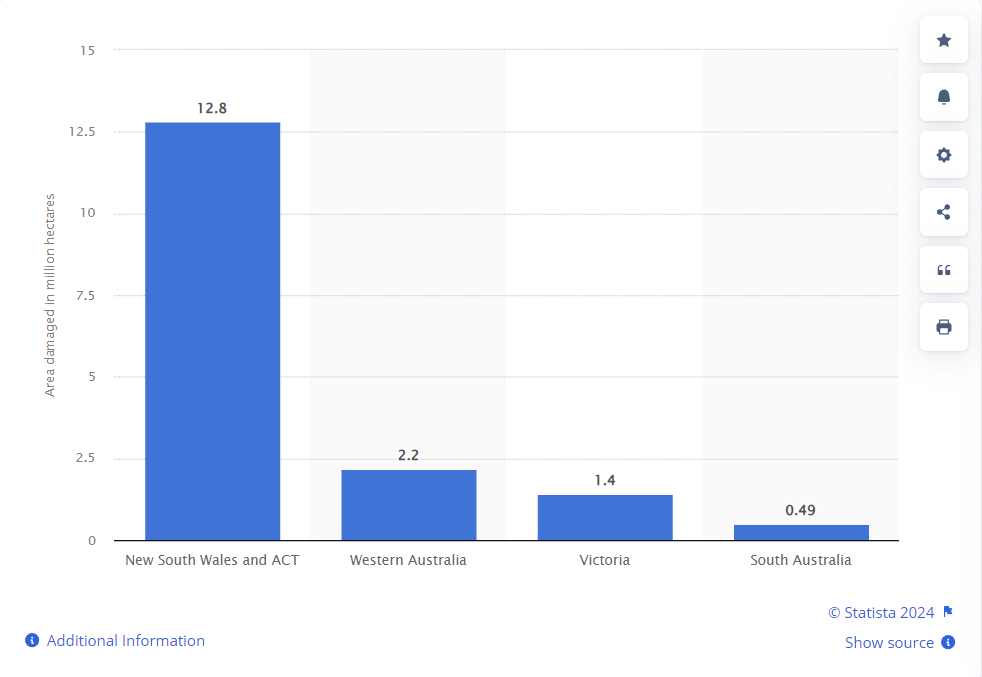 15
12.5
10
7.5
5
2.5
0
Area damaged in million hectares
12.8
2.2
1.4
0.49
New South Wales and ACT
Western Australia
Victoria
South Australia
© Statista 2024
Additional Information
Show source